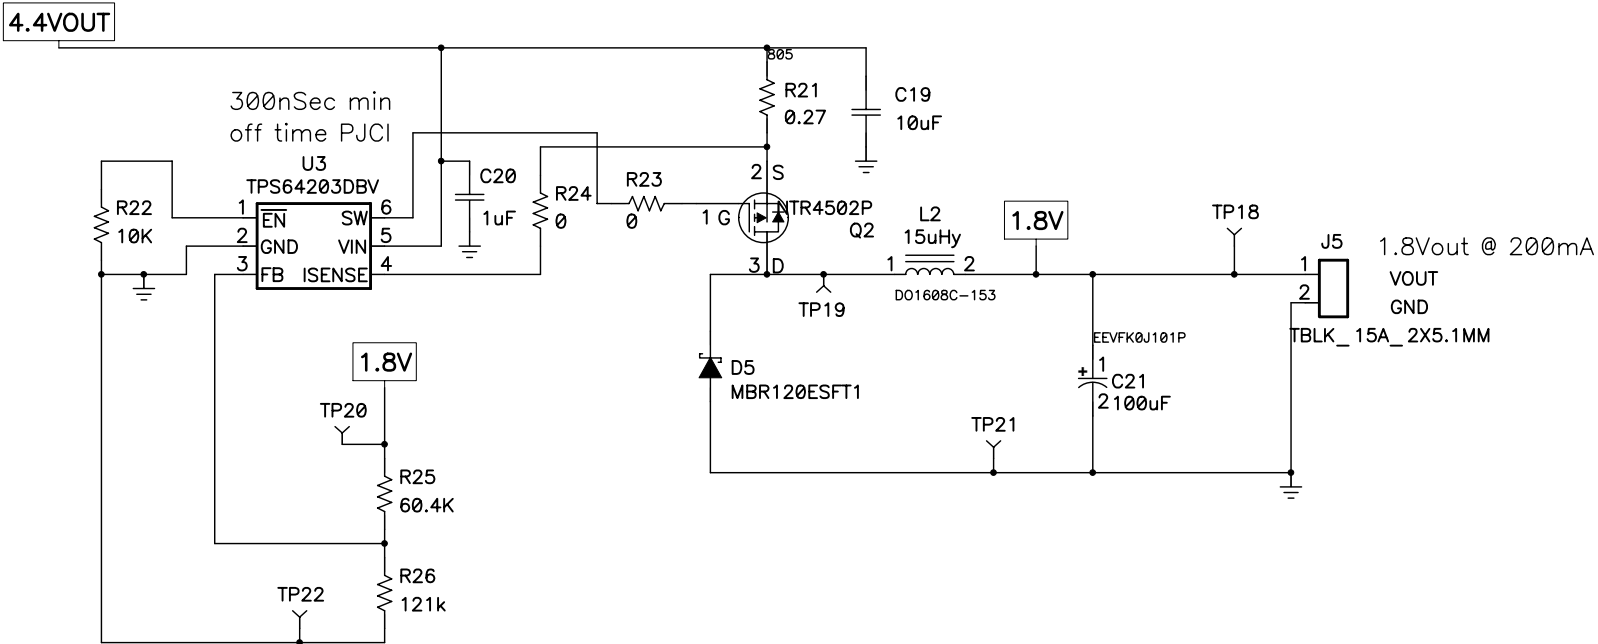 4.4VOUT
805
R21
0.27
C19
10uF
300nSec min
off time PJCI
U3
TPS64203DBV
R22
10K
1
EN
SW
6
2
GND
VIN
5
3
FB
ISENSE
4
C20
1uF
R24
0
R23
0
2
S
1
G
NTR4502P
Q2
3
D
TP19
L2
15uHy
1
2
DO1608C-153
1.8V
TP18
J5
1
2
1.8Vout @ 200mA
VOUT
GND
TBLK_15A_2X5.1MM
EEVFK0J101P
1
+
C21
2
100uF
D5
MBR120ESFT1
TP21
1.8V
TP20
R25
60.4K
R26
121k
TP22